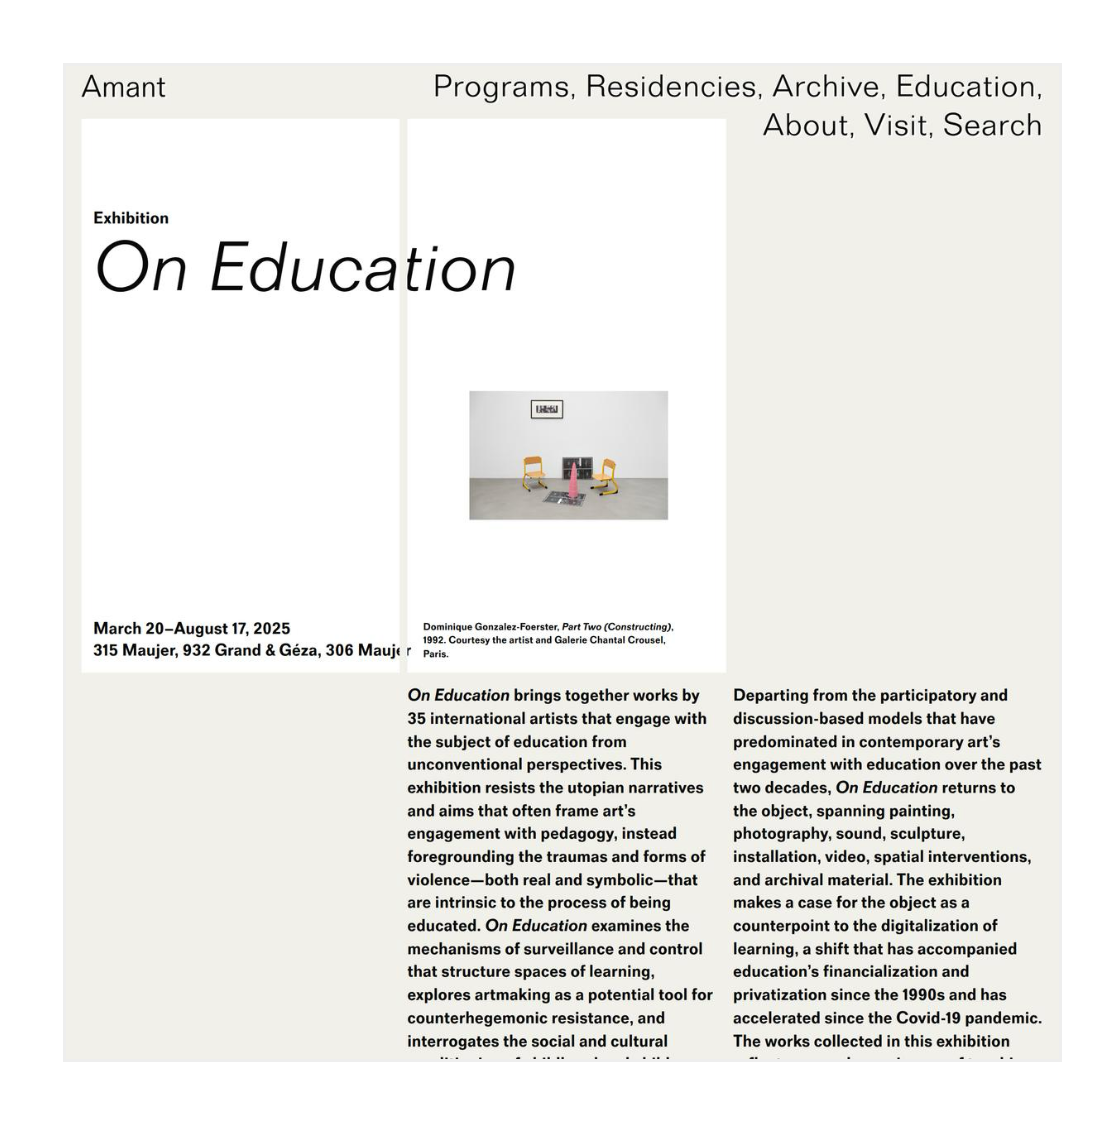 Amant
Programs, Residencies, Archive, Education,
About, Visit, Search
Exhibition
On Education
March 20–August 17, 2025
315 Maujer, 932 Grand & Géza, 306 Maujer
Dominique Gonzalez-Foerster, Part Two (Constructing),
1992. Courtesy the artist and Galerie Chantal Crousel,
Paris.
On Education brings together works by
35 international artists that engage with
the subject of education from
unconventional perspectives. This
exhibition resists the utopian narratives
and aims that often frame art's
engagement with pedagogy, instead
foregrounding the traumas and forms of
violence—both real and symbolic—that
are intrinsic to the process of being
educated. On Education examines the
mechanisms of surveillance and control
that structure spaces of learning,
explores artmaking as a potential tool for
counterhegemonic resistance, and
interrogates the social and cultural
Departing from the participatory and
discussion-based models that have
predominated in contemporary art's
engagement with education over the past
two decades, On Education returns to
the object, spanning painting,
photography, sound, sculpture,
installation, video, spatial interventions,
and archival material. The exhibition
makes a case for the object as a
counterpoint to the digitalization of
learning, a shift that has accompanied
education's financialization and
privatization since the 1990s and has
accelerated since the Covid-19 pandemic.
The works collected in this exhibition